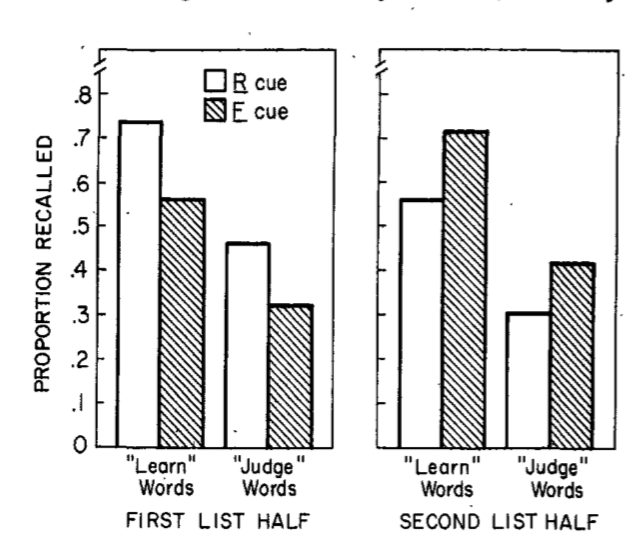 R cue
F cue
PROPORTION RECALLED
.8
.7
.6
.5
.4
.3
.2
.1
0
"Learn" Words
"Judge" Words
FIRST LIST HALF
"Learn" Words
"Judge" Words
SECOND LIST HALF